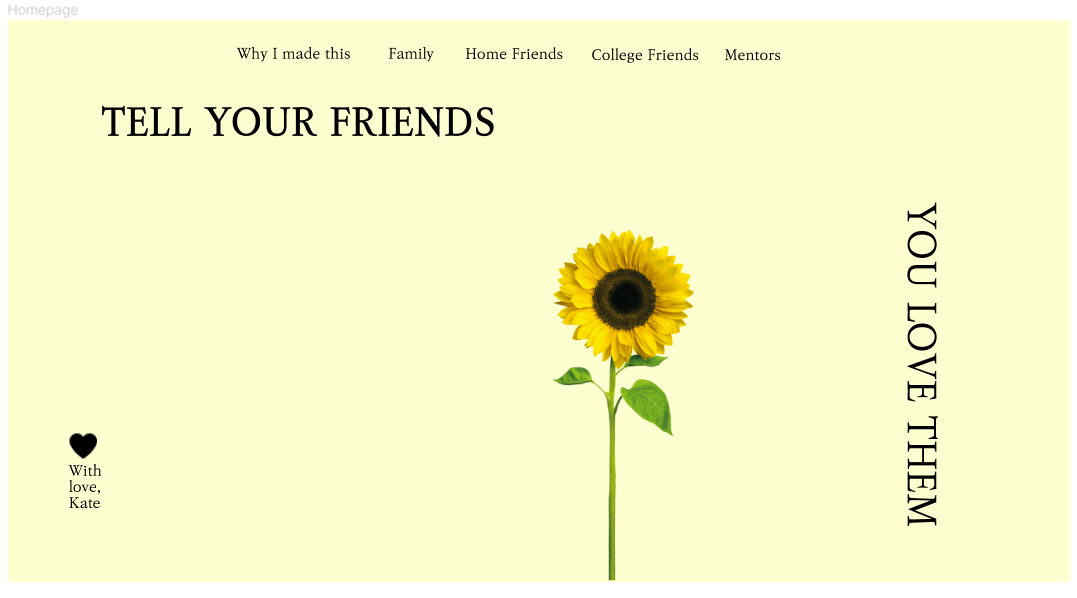 Homepage
Why I made this Family Home Friends College Friends Mentors
TELL YOUR FRIENDS
YOU LOVE THEM
With
love,
Kate